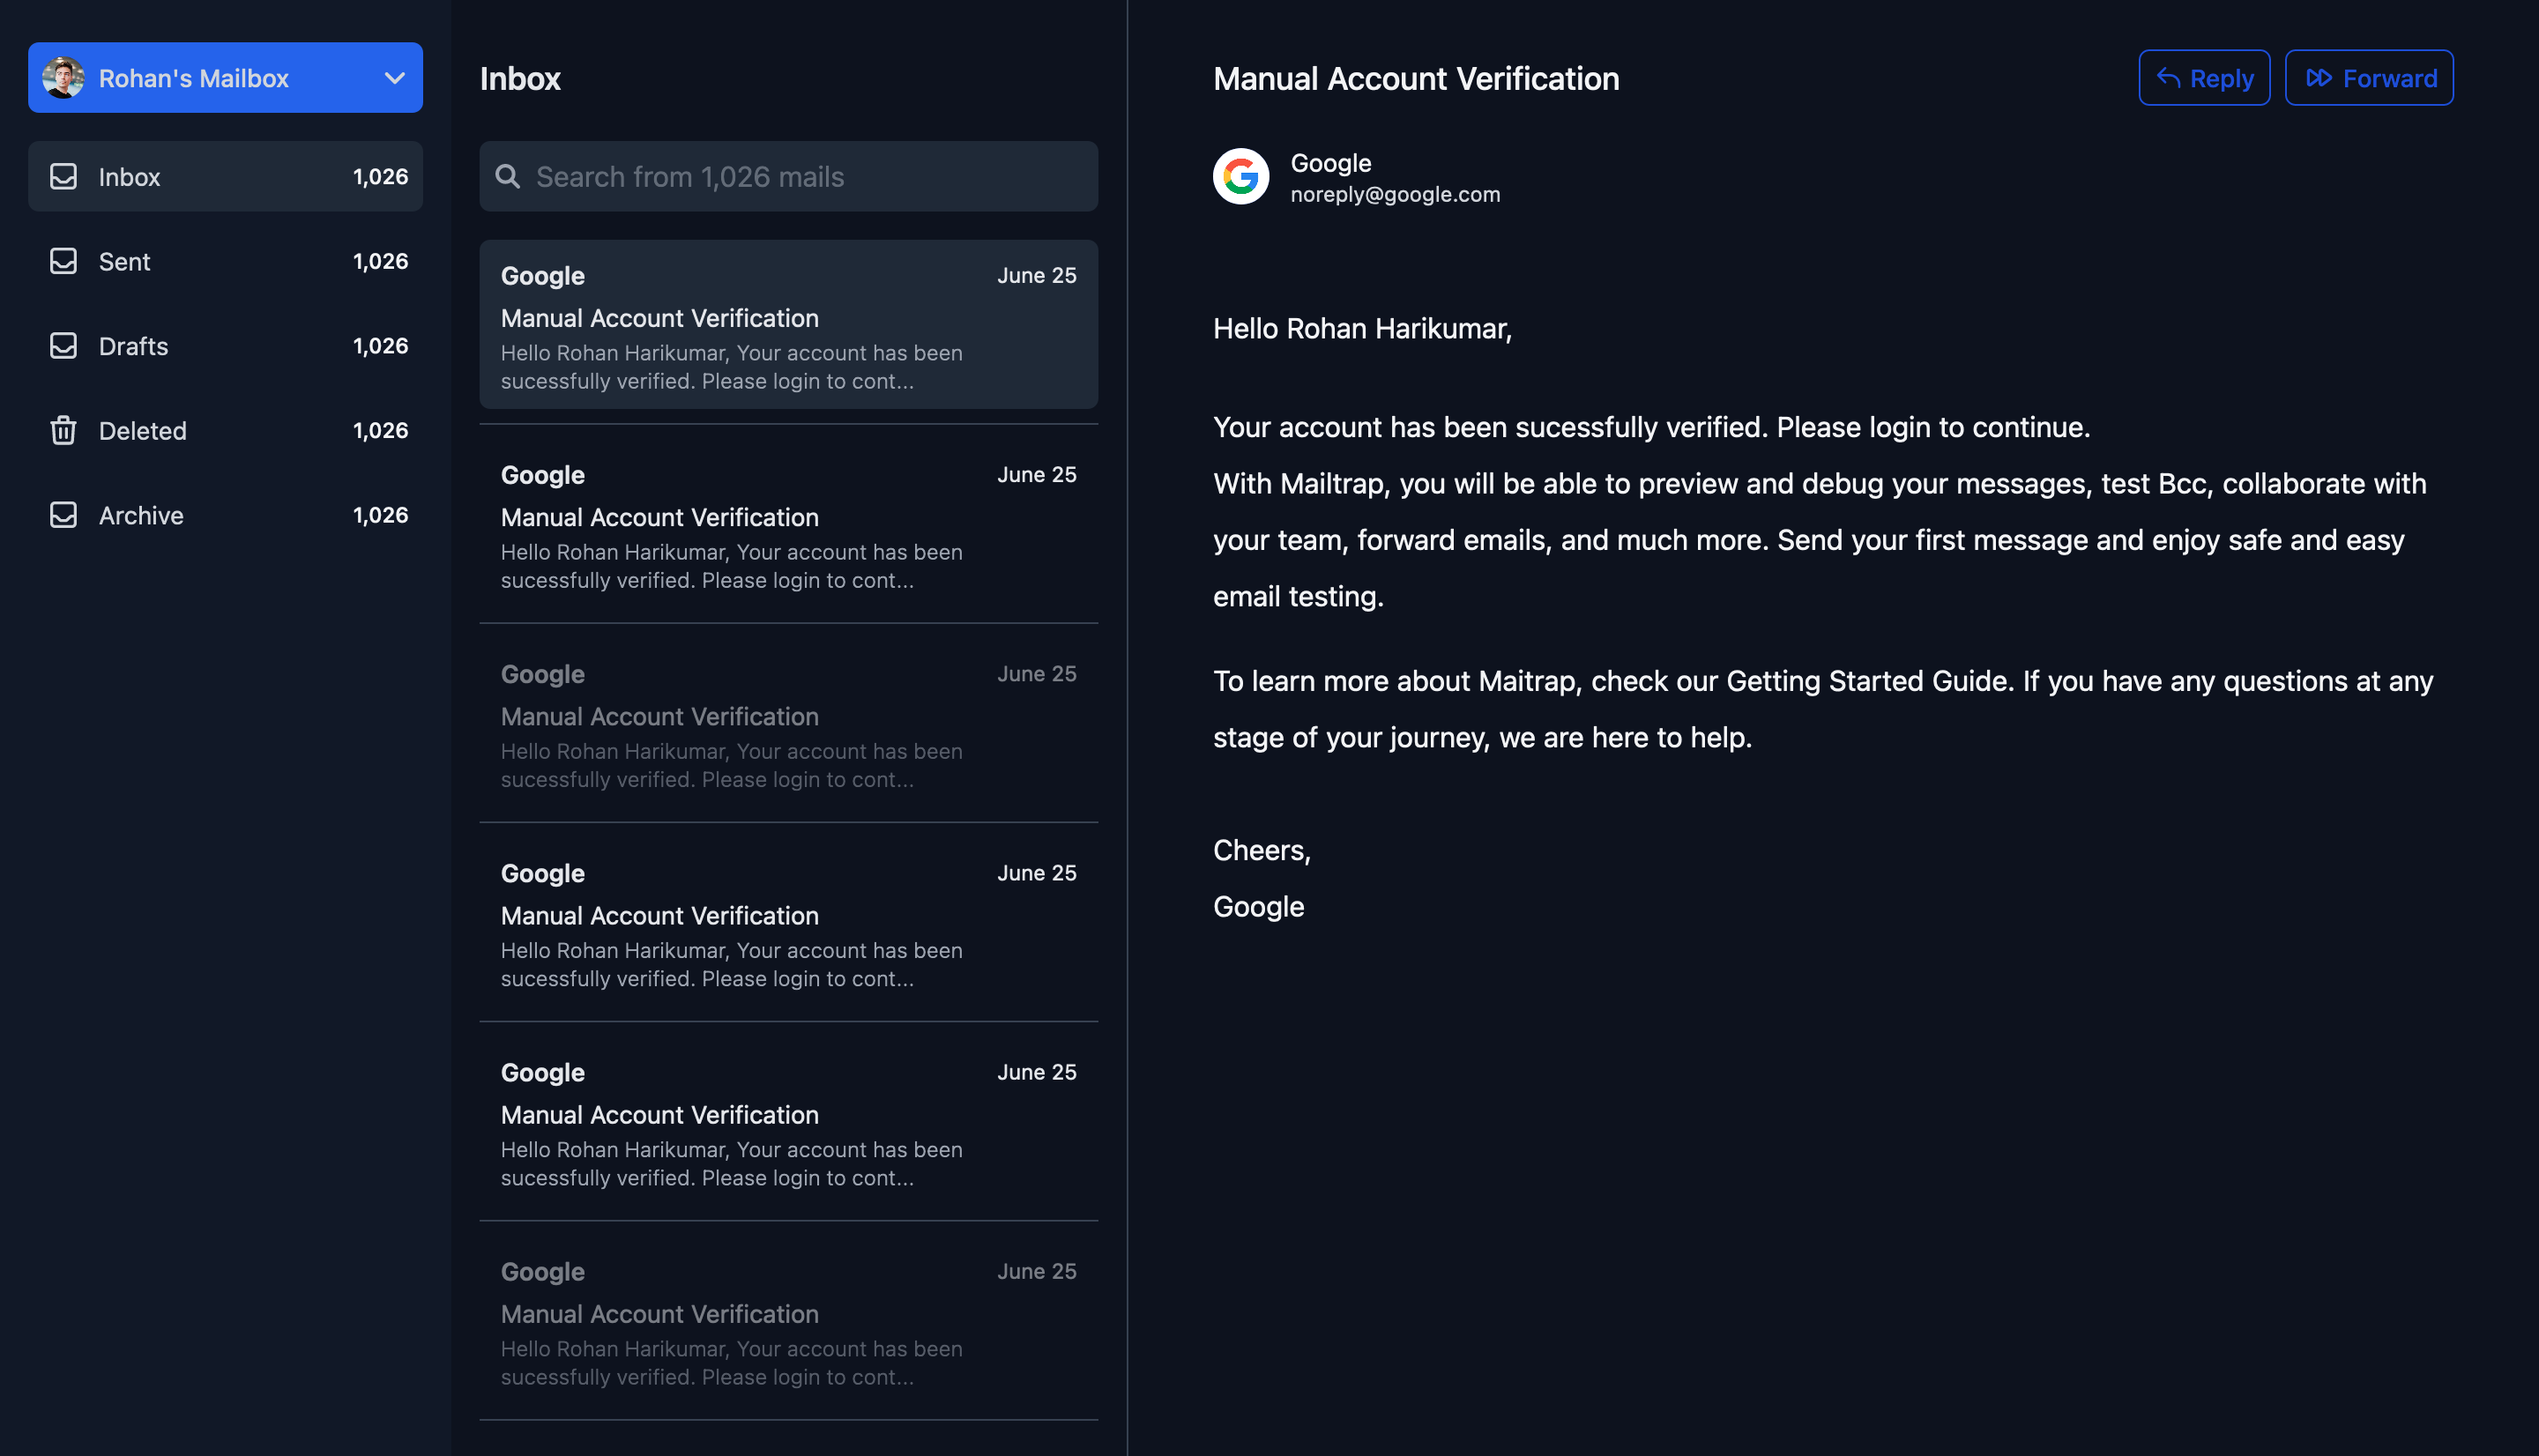 Rohan's Mailbox
Inbox 1,026
Sent 1,026
Drafts 1,026
Deleted 1,026
Archive 1,026
Inbox
Search from 1,026 mails
Google June 25
Manual Account Verification
Hello Rohan Harikumar, Your account has been
sucessfully verified. Please login to cont...
Google June 25
Manual Account Verification
Hello Rohan Harikumar, Your account has been
sucessfully verified. Please login to cont...
Google June 25
Manual Account Verification
Hello Rohan Harikumar, Your account has been
sucessfully verified. Please login to cont...
Google June 25
Manual Account Verification
Hello Rohan Harikumar, Your account has been
sucessfully verified. Please login to cont...
Google June 25
Manual Account Verification
Hello Rohan Harikumar, Your account has been
sucessfully verified. Please login to cont...
Google June 25
Manual Account Verification
Hello Rohan Harikumar, Your account has been
sucessfully verified. Please login to cont...
Manual Account Verification
Reply
Forward
Google
noreply@google.com
Hello Rohan Harikumar,
Your account has been sucessfully verified. Please login to continue.
With Mailtrap, you will be able to preview and debug your messages, test Bcc, collaborate with
your team, forward emails, and much more. Send your first message and enjoy safe and easy
email testing.
To learn more about Maitrap, check our Getting Started Guide. If you have any questions at any
stage of your journey, we are here to help.
Cheers,
Google